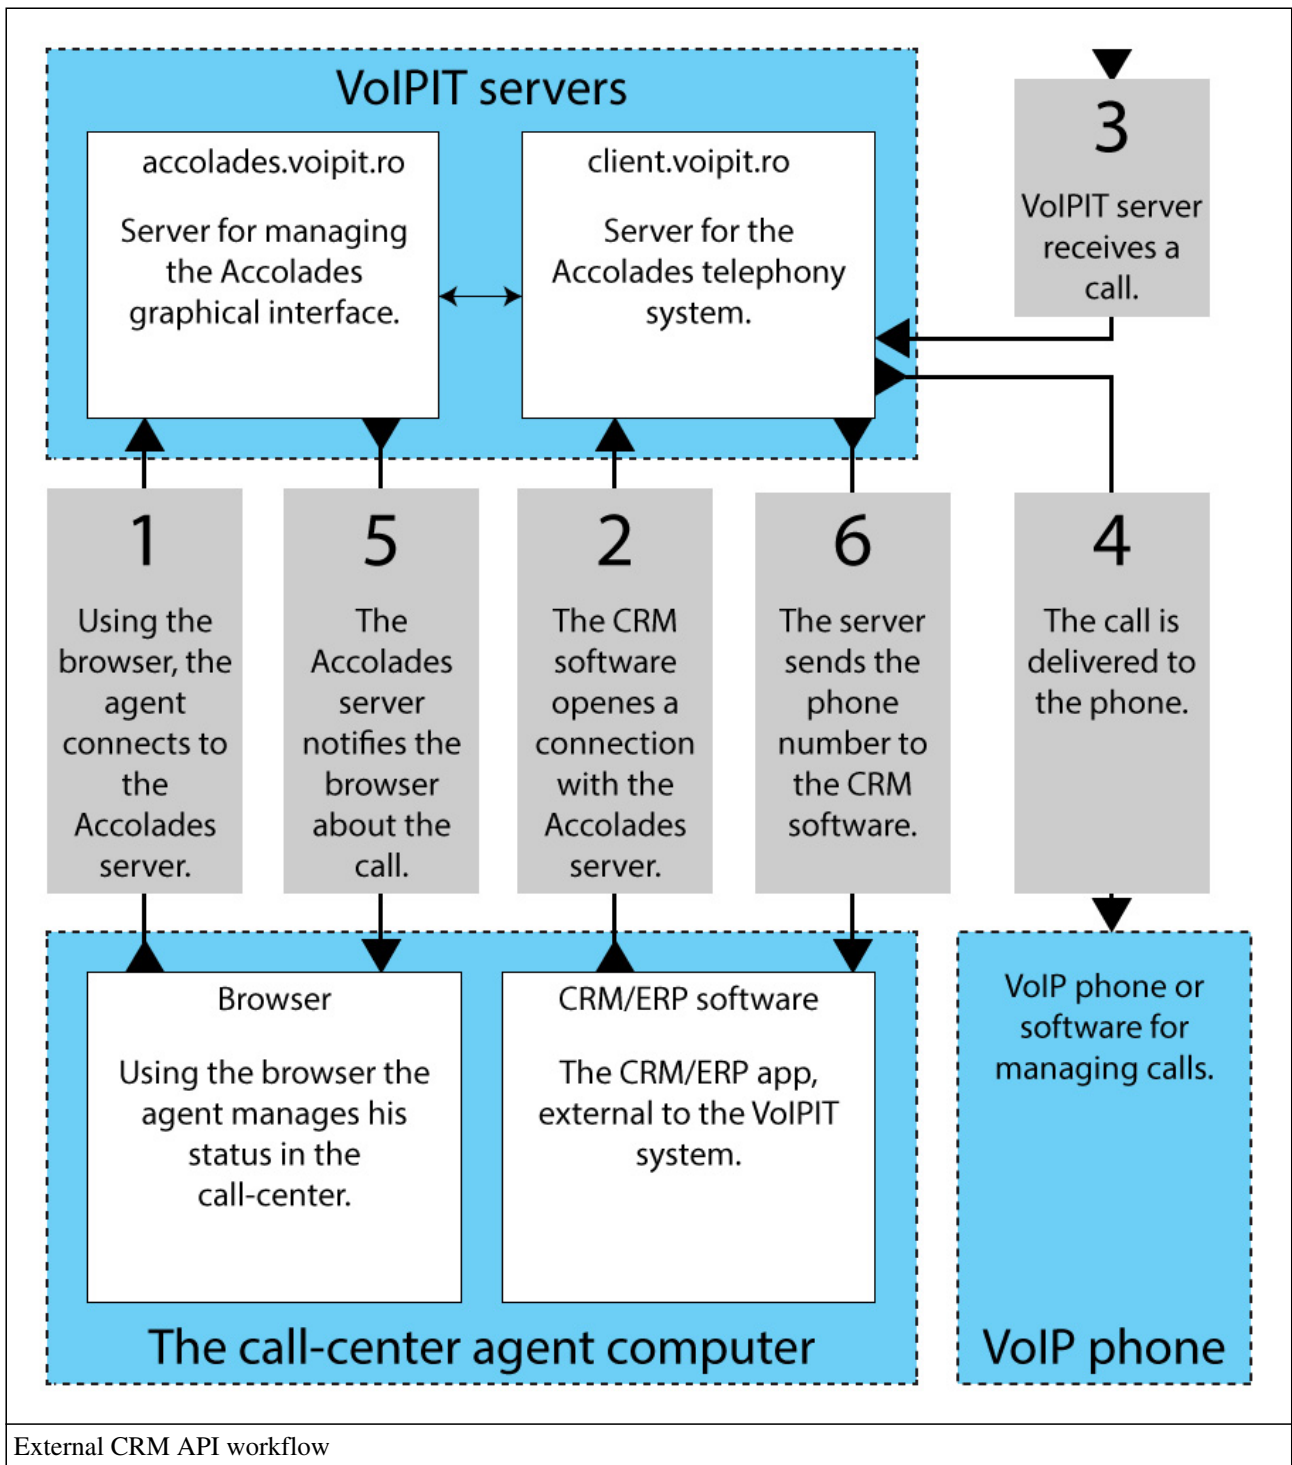 VoIPIT servers
accolades.voipit.ro
Server for managing
the Accolades
graphical interface.
client.voipit.ro
Server for the
Accolades telephony
system.
3
VoIPIT server
receives a
call.
1
Using the
browser, the
agent
connects to
the
Accolades
server.
5
The
Accolades
server
notifies the
browser
about the
call.
2
The CRM
software
openes a
connection
with the
Accolades
server.
6
The server
sends the
phone
number to
the CRM
software.
4
The call is
delivered to
the phone.
Browser
Using the browser the
agent manages his
status in the
call-center.
CRM/ERP software
The CRM/ERP app,
external to the VoIPIT
system.
The call-center agent computer
VoIP phone or
software for
managing calls.
VoIP phone
External CRM API workflow